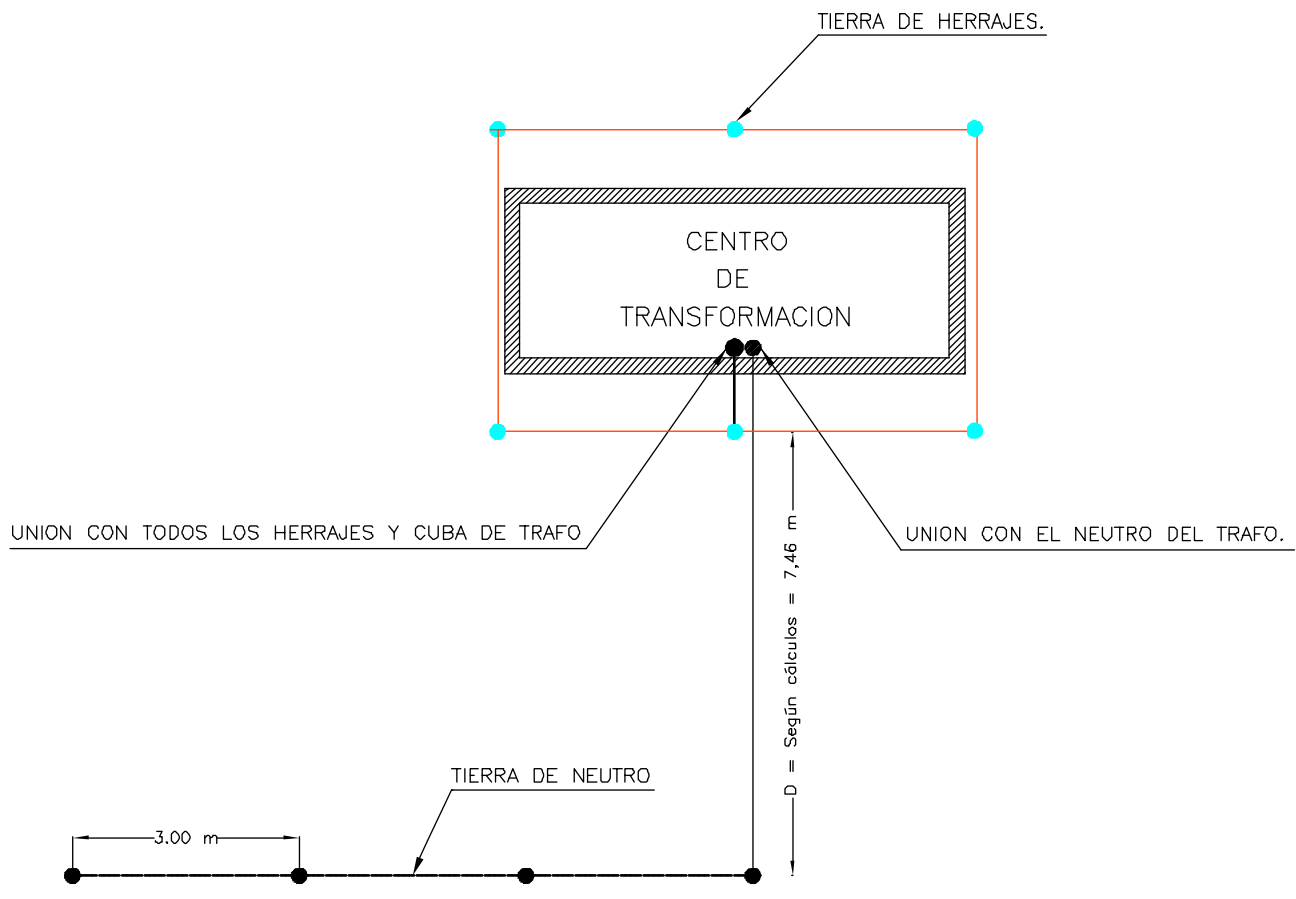 TIERRA DE HERRAJES.
CENTRO
DE
TRANSFORMACION
UNION CON TODOS LOS HERRAJES Y CUBA DE TRAFO
UNION CON EL NEUTRO DEL TRAFO.
D = Según cálculos = 7,46 m
TIERRA DE NEUTRO
3.00 m